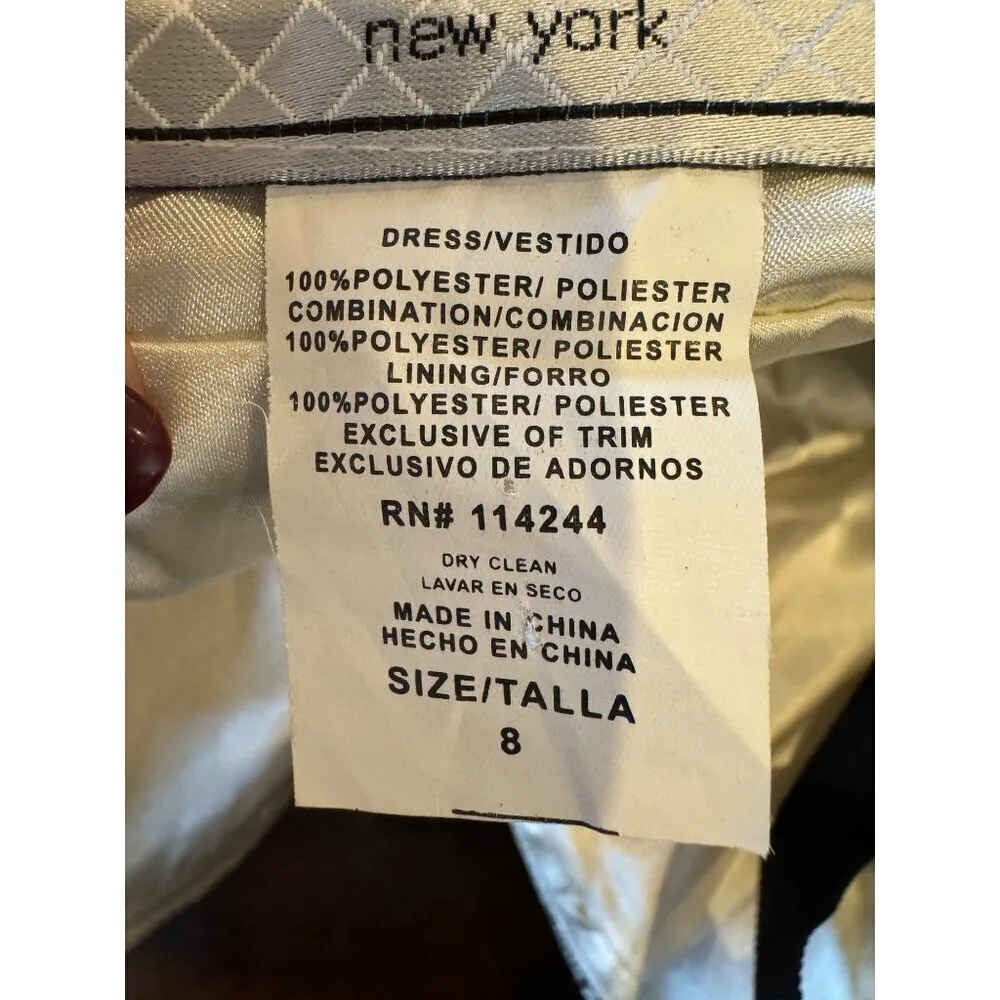 new york
DRESS/VESTIDO
100%POLYESTER/ POLIESTER
COMBINATION/COMBINACION
100%POLYESTER/ POLIESTER
LINING/FORRO
100%POLYESTER/ POLIESTER
EXCLUSIVE OF TRIM
EXCLUSIVO DE ADORNOS
RN# 114244
DRY CLEAN
LAVAR EN SECO
MADE IN CHINA
HECHO EN CHINA
SIZE/TALLA
8